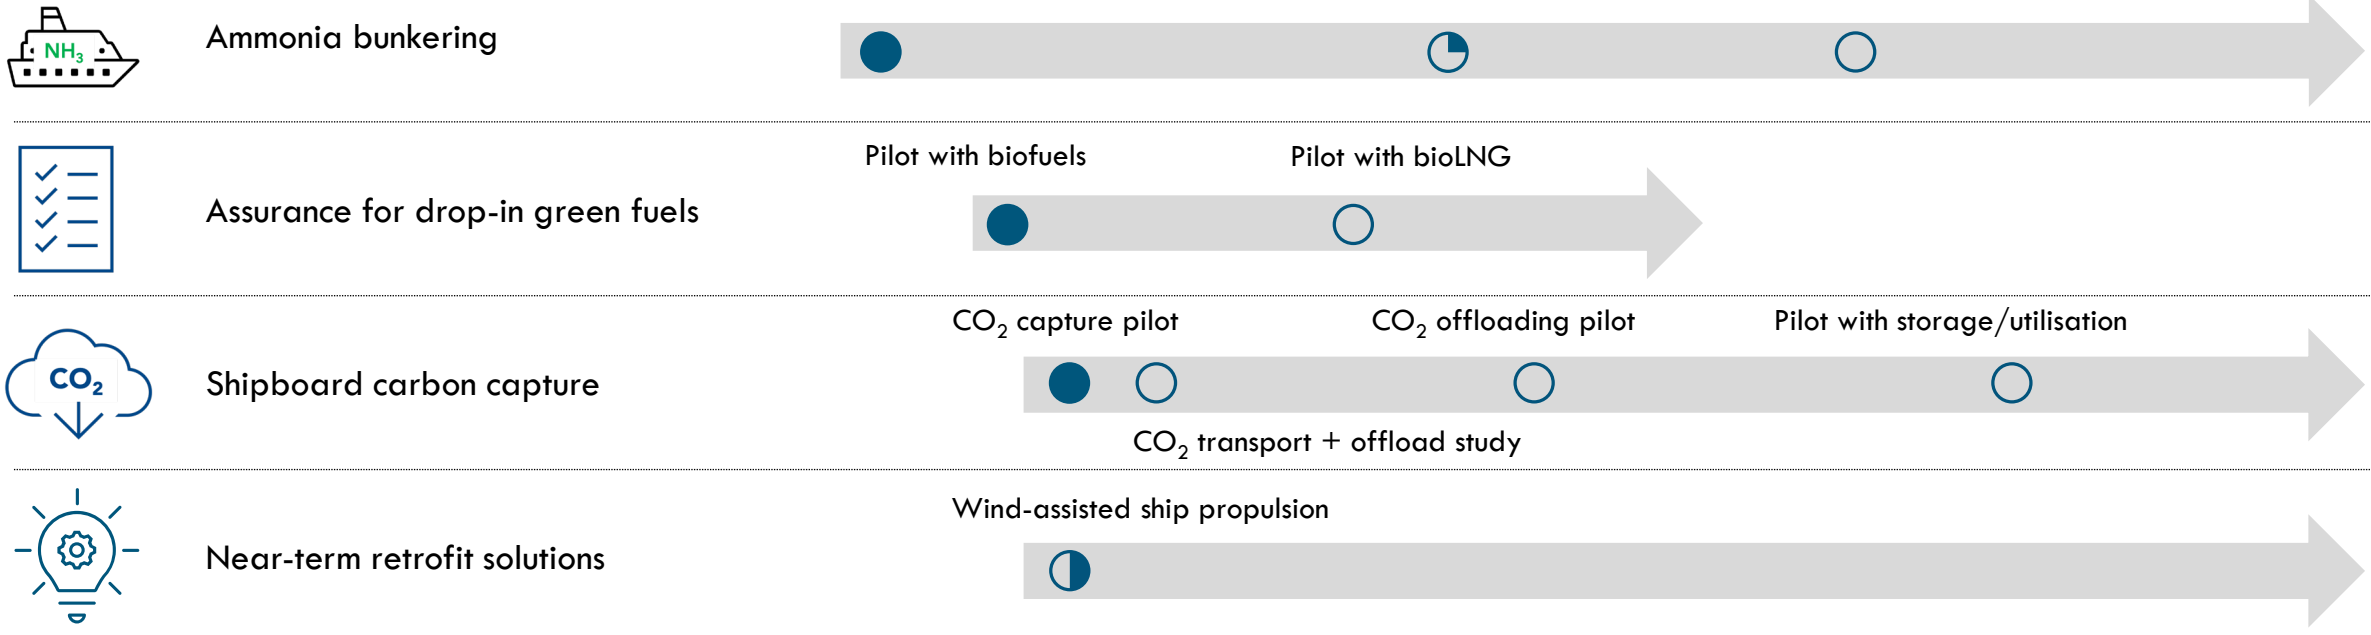 NH₃
Ammonia bunkering
Pilot with biofuels
Pilot with bioLNG
Assurance for drop-in green fuels
CO₂ capture pilot
CO₂ offloading pilot
Pilot with storage/utilisation
CO₂
Shipboard carbon capture
CO₂ transport + offload study
Wind-assisted ship propulsion
Near-term retrofit solutions